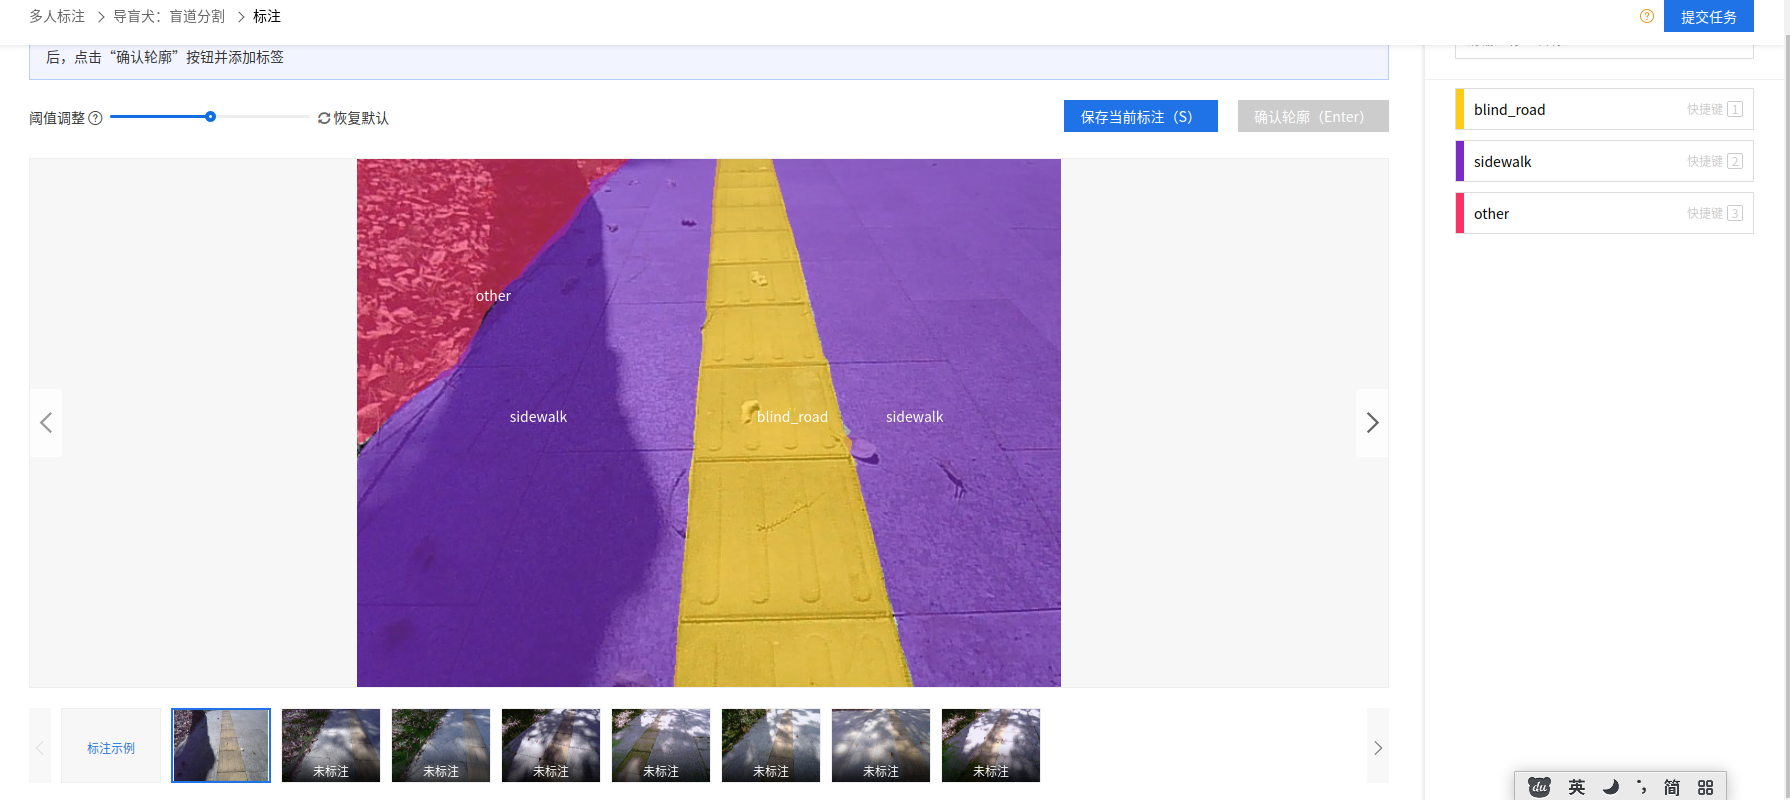 多人标注 > 导盲犬：盲道分割 > 标注
提交任务
后，点击“确认轮廓”按钮并添加标签
阈值调整 恢复默认
保存当前标注（S） 确认轮廓（Enter）
blind_road 快捷键 1
sidewalk 快捷键 2
other 快捷键 3
other
sidewalk blind_road sidewalk
标注示例
未标注 未标注 未标注 未标注 未标注 未标注 未标注
du 英 简